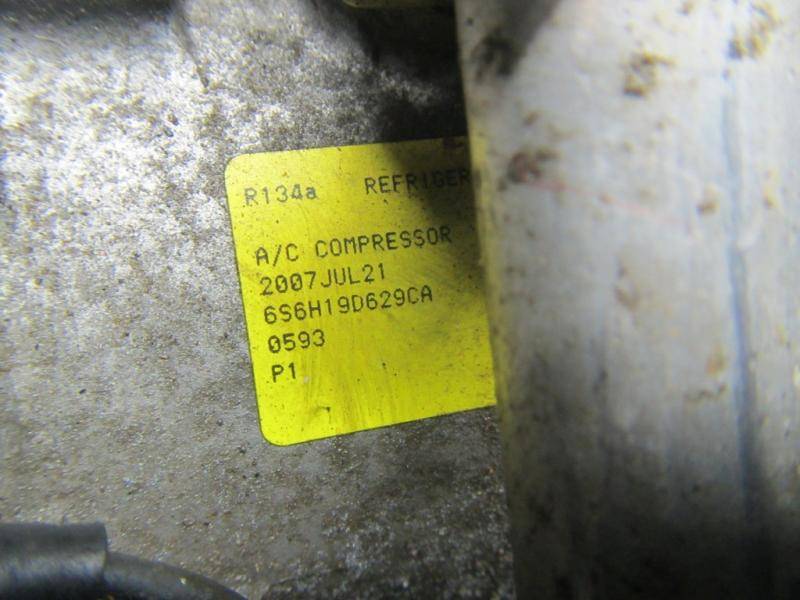 R134a REFRIGER
A/C COMPRESSOR
2007JUL21
6S6H19D629CA
0593
P1